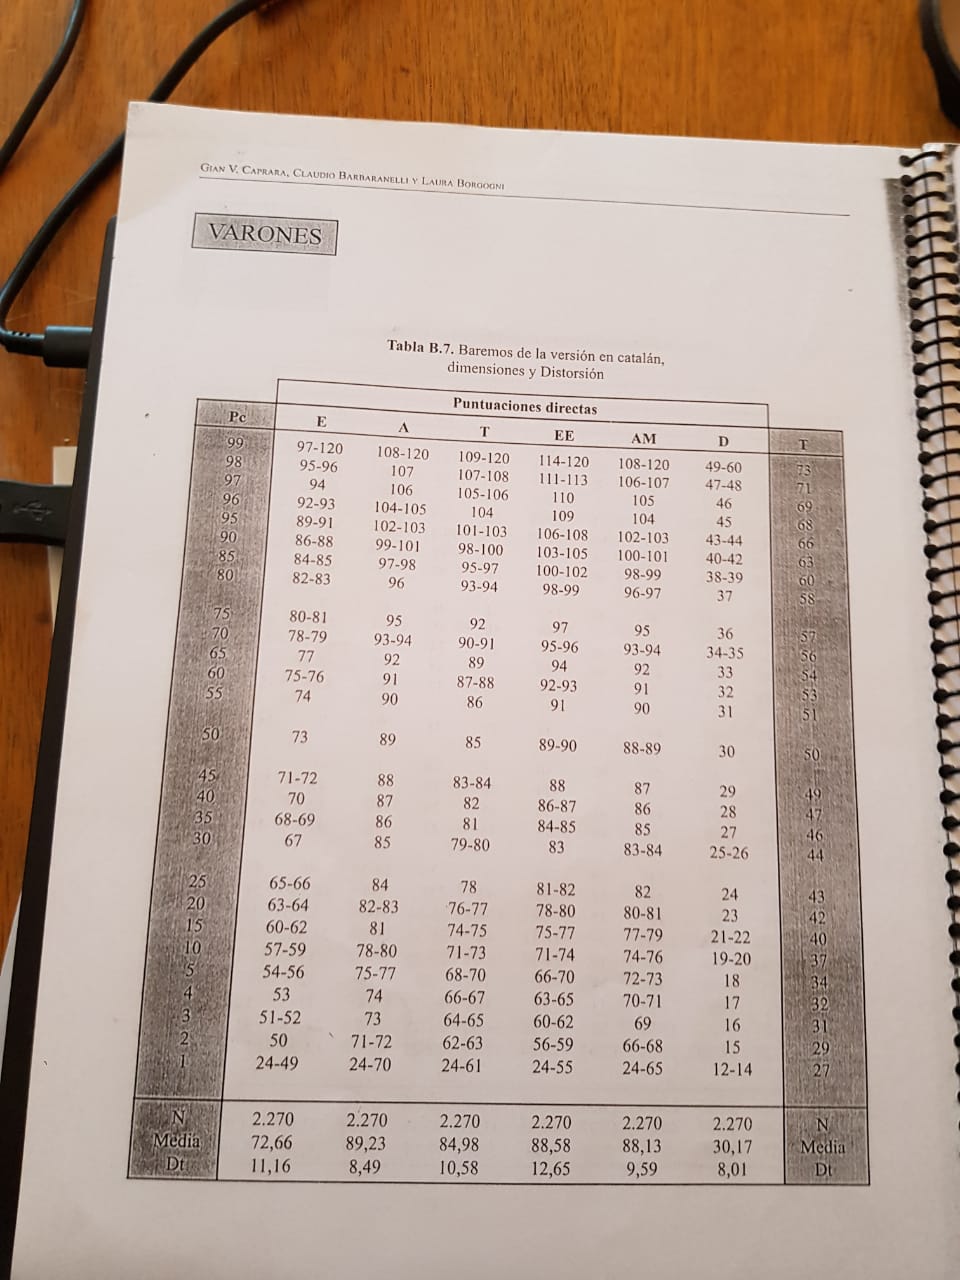 GIAN V. CAPRARA, CLAUDIO BARBARANELLI Y LAURA BORGOGNI
VARONES
Tabla B.7. Baremos de la versión en catalán,
dimensiones y Distorsión
Puntuaciones directas
Pc E A T EE AM D T
99 97-120 108-120 109-120 114-120 108-120 49-60 73
98 95-96 107 107-108 111-113 106-107 47-48 71
97 94 106 105-106 110 105 46 69
96 92-93 104-105 104 109 104 45 68
95 89-91 102-103 101-103 106-108 102-103 43-44 66
90 86-88 99-101 98-100 103-105 100-101 40-42 63
85 84-85 97-98 95-97 100-102 98-99 38-39 60
80 82-83 96 93-94 98-99 96-97 37 58
75 80-81 95 92 97 95 36 57
70 78-79 93-94 90-91 95-96 93-94 34-35 56
65 77 92 89 94 92 33 54
60 75-76 91 87-88 92-93 91 32 53
55 74 90 86 91 90 31 51
50 73 89 85 89-90 88-89 30 50
45 71-72 88 83-84 88 87 29 49
40 70 87 82 86-87 86 28 47
35 68-69 86 81 84-85 85 27 46
30 67 85 79-80 83 83-84 25-26 44
25 65-66 84 78 81-82 82 24 43
20 63-64 82-83 76-77 78-80 80-81 23 42
15 60-62 81 74-75 75-77 77-79 21-22 40
10 57-59 78-80 71-73 71-74 74-76 19-20 37
5 54-56 75-77 68-70 66-70 72-73 18 34
4 53 74 66-67 63-65 70-71 17 32
3 51-52 73 64-65 60-62 69 16 31
2 50 71-72 62-63 56-59 66-68 15 29
1 24-49 24-70 24-61 24-55 24-65 12-14 27
N 2.270 2.270 2.270 2.270 2.270 2.270 N
Media 72,66 89,23 84,98 88,58 88,13 30,17 Media
Dt 11,16 8,49 10,58 12,65 9,59 8,01 Dt